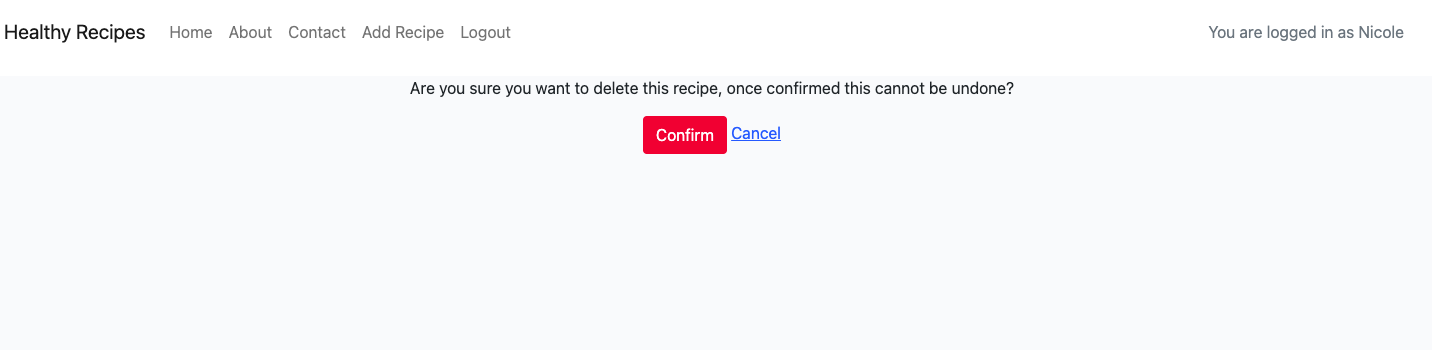 Healthy Recipes Home About Contact Add Recipe Logout You are logged in as Nicole
Are you sure you want to delete this recipe, once confirmed this cannot be undone?
Confirm Cancel